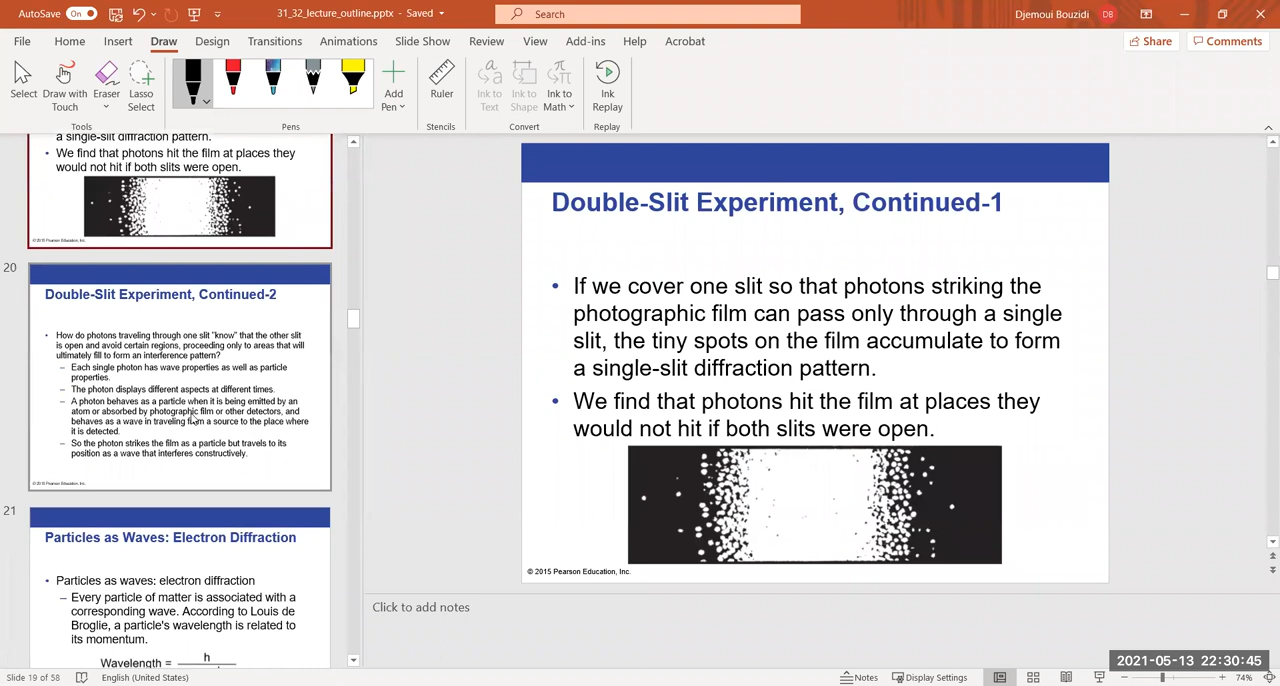 AutoSave On 31_32_lecture_outline.pptx - Saved Search Djemoui Bouzidi DB
File Home Insert Draw Design Transitions Animations Slide Show Review View Add-ins Help Acrobat Share Comments
Select Draw with Touch Eraser Lasso Select Add Pen Ruler Ink to Text Ink to Shape Ink to Math Ink Replay
Tools Pens Stencils Convert Replay
a single-slit diffraction pattern.
• We find that photons hit the film at places they
would not hit if both slits were open.
© 2015 Pearson Education, Inc.
20
Double-Slit Experiment, Continued-2
• How do photons traveling through one slit "know" that the other slit
is open and avoid certain regions, proceeding only to areas that will
ultimately fill to form an interference pattern?
– Each single photon has wave properties as well as particle
properties.
– The photon displays different aspects at different times.
– A photon behaves as a particle when it is being emitted by an
atom or absorbed by photographic film or other detectors, and
behaves as a wave in traveling from a source to the place where
it is detected.
– So the photon strikes the film as a particle but travels to its
position as a wave that interferes constructively.
© 2015 Pearson Education, Inc.
21
Particles as Waves: Electron Diffraction
• Particles as waves: electron diffraction
– Every particle of matter is associated with a
corresponding wave. According to Louis de
Broglie, a particle's wavelength is related to
its momentum.
Wavelength = h
Double-Slit Experiment, Continued-1
• If we cover one slit so that photons striking the
photographic film can pass only through a single
slit, the tiny spots on the film accumulate to form
a single-slit diffraction pattern.
• We find that photons hit the film at places they
would not hit if both slits were open.
© 2015 Pearson Education, Inc.
Click to add notes
2021-05-13 22:30:45
Slide 19 of 58 English (United States) Notes Display Settings 74%